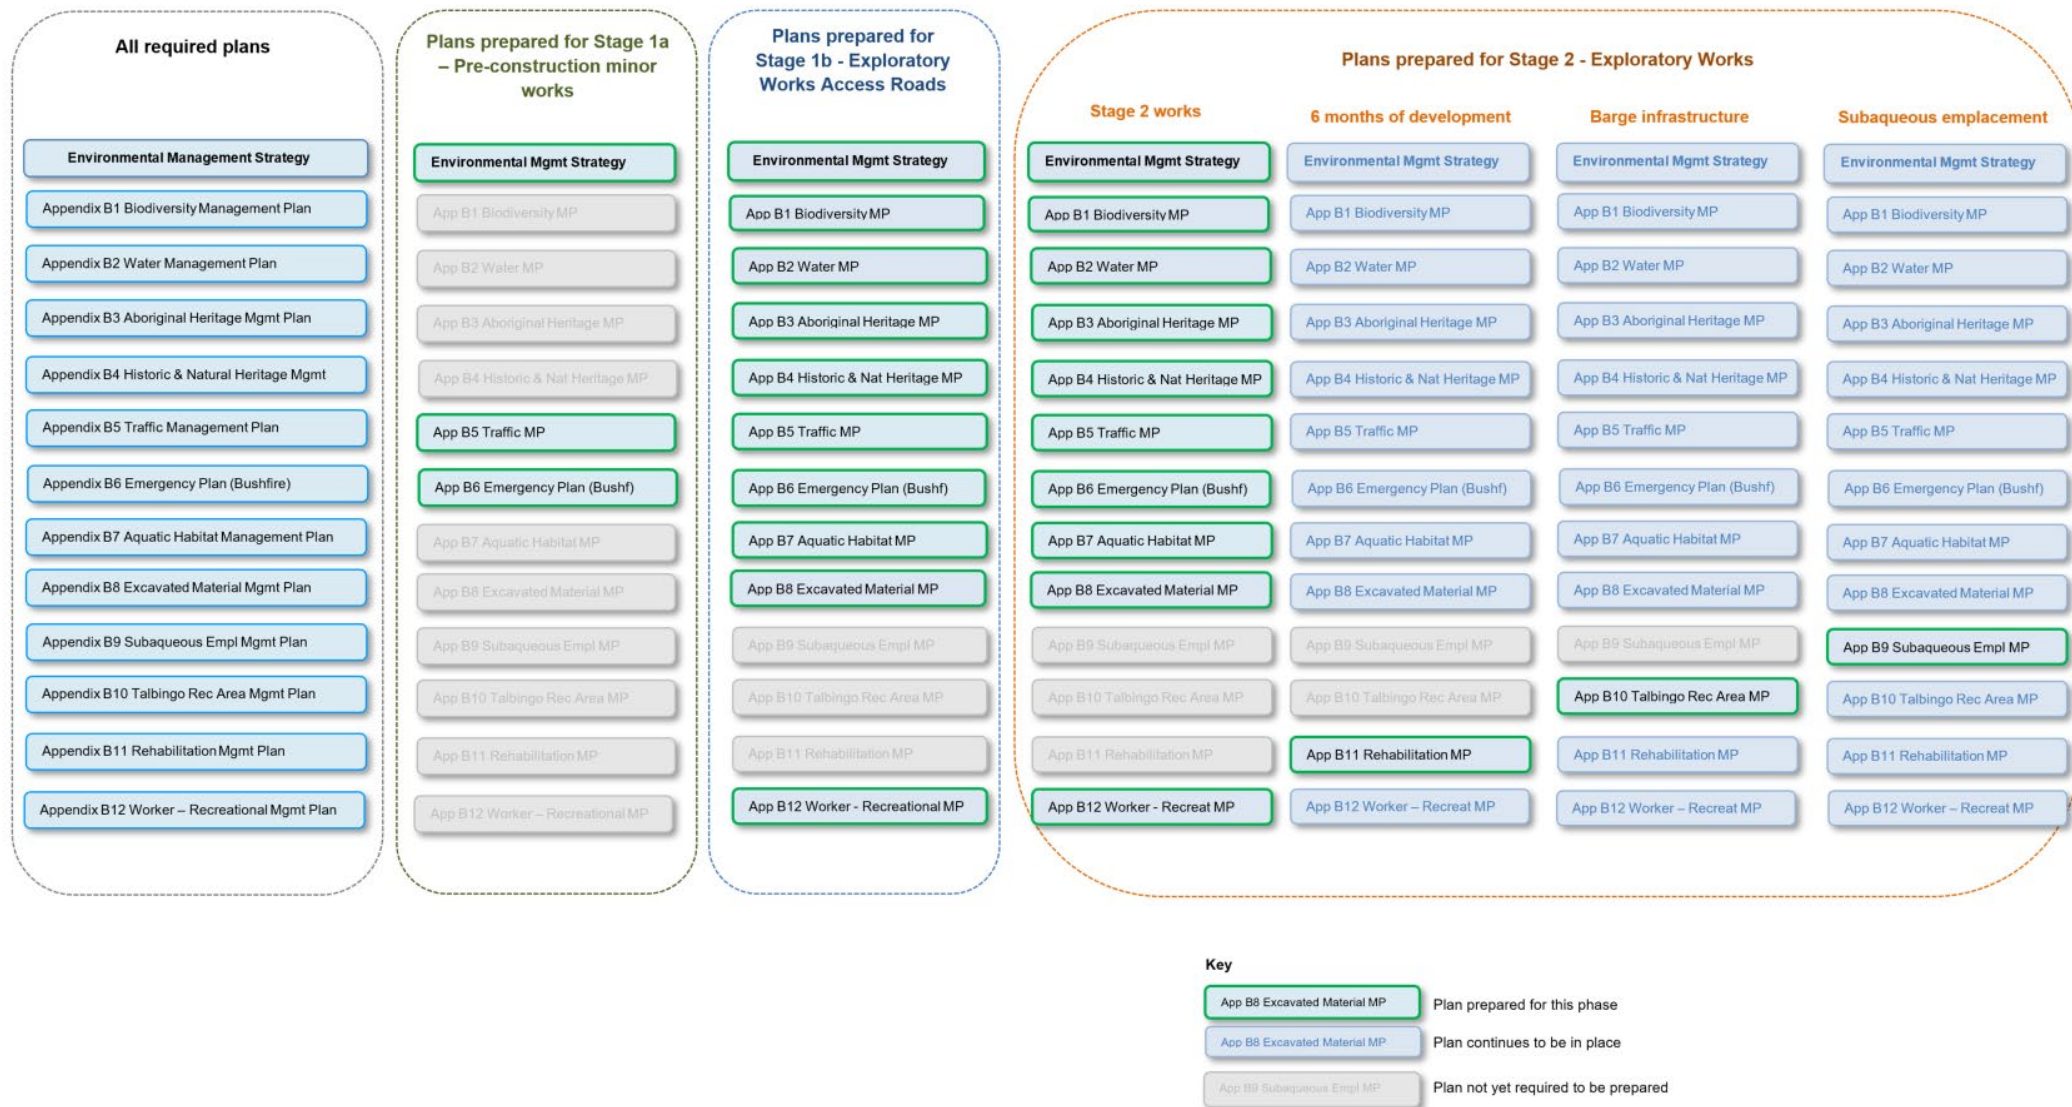 All required plans
Environmental Management Strategy
Appendix B1 Biodiversity Management Plan
Appendix B2 Water Management Plan
Appendix B3 Aboriginal Heritage Mgmt Plan
Appendix B4 Historic & Natural Heritage Mgmt
Appendix B5 Traffic Management Plan
Appendix B6 Emergency Plan (Bushfire)
Appendix B7 Aquatic Habitat Management Plan
Appendix B8 Excavated Material Mgmt Plan
Appendix B9 Subaqueous Empl Mgmt Plan
Appendix B10 Talbingo Rec Area Mgmt Plan
Appendix B11 Rehabilitation Mgmt Plan
Appendix B12 Worker – Recreational Mgmt Plan
Plans prepared for Stage 1a
– Pre-construction minor
works
Environmental Mgmt Strategy
App B1 Biodiversity MP
App B2 Water MP
App B3 Aboriginal Heritage MP
App B4 Historic & Nat Heritage MP
App B5 Traffic MP
App B6 Emergency Plan (Bushf)
App B7 Aquatic Habitat MP
App B8 Excavated Material MP
App B9 Subaqueous Empl MP
App B10 Talbingo Rec Area MP
App B11 Rehabilitation MP
App B12 Worker – Recreational MP
Plans prepared for
Stage 1b - Exploratory
Works Access Roads
Environmental Mgmt Strategy
App B1 Biodiversity MP
App B2 Water MP
App B3 Aboriginal Heritage MP
App B4 Historic & Nat Heritage MP
App B5 Traffic MP
App B6 Emergency Plan (Bushf)
App B7 Aquatic Habitat MP
App B8 Excavated Material MP
App B9 Subaqueous Empl MP
App B10 Talbingo Rec Area MP
App B11 Rehabilitation MP
App B12 Worker - Recreational MP
Plans prepared for Stage 2 - Exploratory Works
Stage 2 works
Environmental Mgmt Strategy
App B1 Biodiversity MP
App B2 Water MP
App B3 Aboriginal Heritage MP
App B4 Historic & Nat Heritage MP
App B5 Traffic MP
App B6 Emergency Plan (Bushf)
App B7 Aquatic Habitat MP
App B8 Excavated Material MP
App B9 Subaqueous Empl MP
App B10 Talbingo Rec Area MP
App B11 Rehabilitation MP
App B12 Worker - Recreat MP
6 months of development
Environmental Mgmt Strategy
App B1 Biodiversity MP
App B2 Water MP
App B3 Aboriginal Heritage MP
App B4 Historic & Nat Heritage MP
App B5 Traffic MP
App B6 Emergency Plan (Bushf)
App B7 Aquatic Habitat MP
App B8 Excavated Material MP
App B9 Subaqueous Empl MP
App B10 Talbingo Rec Area MP
App B11 Rehabilitation MP
App B12 Worker – Recreat MP
Barge infrastructure
Environmental Mgmt Strategy
App B1 Biodiversity MP
App B2 Water MP
App B3 Aboriginal Heritage MP
App B4 Historic & Nat Heritage MP
App B5 Traffic MP
App B6 Emergency Plan (Bushf)
App B7 Aquatic Habitat MP
App B8 Excavated Material MP
App B9 Subaqueous Empl MP
App B10 Talbingo Rec Area MP
App B11 Rehabilitation MP
App B12 Worker – Recreat MP
Subaqueous emplacement
Environmental Mgmt Strategy
App B1 Biodiversity MP
App B2 Water MP
App B3 Aboriginal Heritage MP
App B4 Historic & Nat Heritage MP
App B5 Traffic MP
App B6 Emergency Plan (Bushf)
App B7 Aquatic Habitat MP
App B8 Excavated Material MP
App B9 Subaqueous Empl MP
App B10 Talbingo Rec Area MP
App B11 Rehabilitation MP
App B12 Worker – Recreat MP
Key
App B8 Excavated Material MP
Plan prepared for this phase
App B8 Excavated Material MP
Plan continues to be in place
App B9 Subaqueous Empl MP
Plan not yet required to be prepared